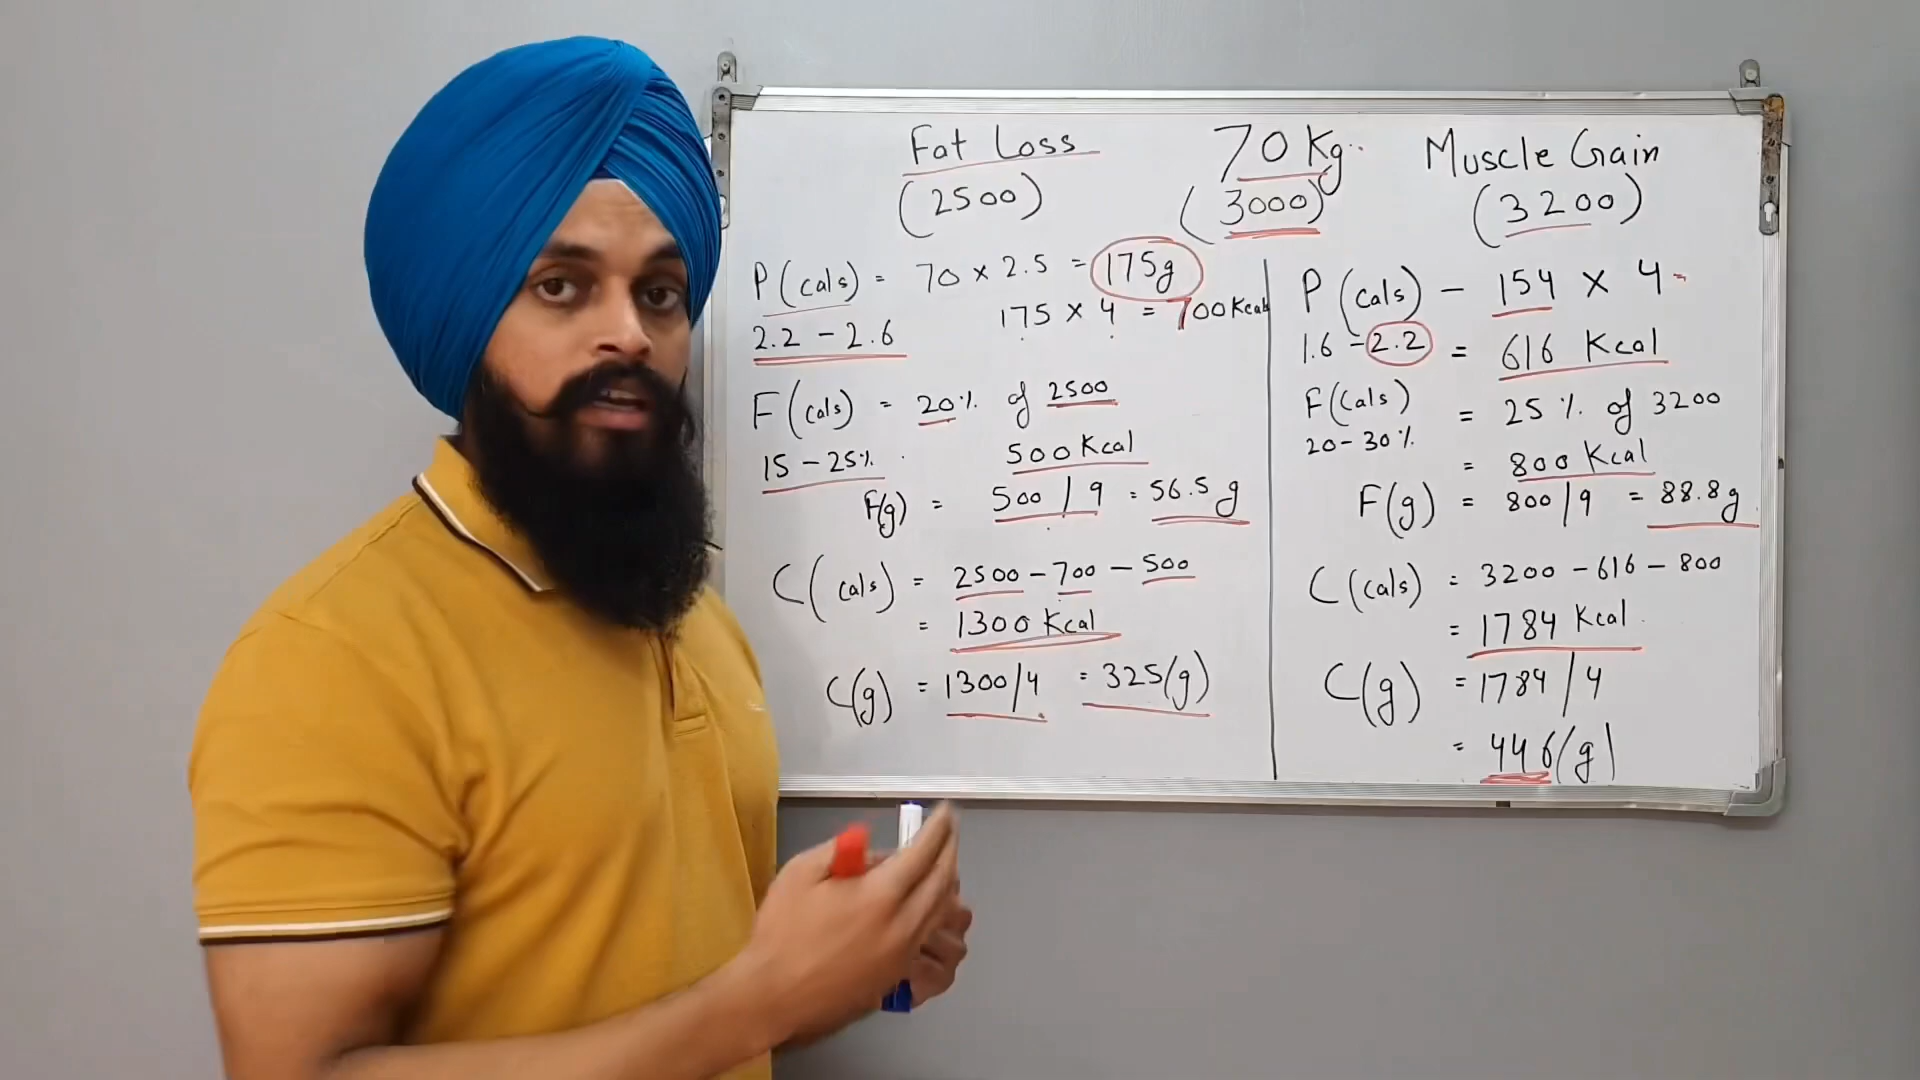 Fat Loss
(2500)
70 Kg
(3000)
Muscle Gain
(3200)
P(cals) = 70 × 2.5 = 175g
175 × 4 = 700Kcal
2.2 - 2.6
F(cals) = 20% of 2500
500 Kcal
15 - 25%
F(g) = 500 / 9 = 56.5 g
C(cals) = 2500 - 700 - 500
= 1300 Kcal
C(g) = 1300/4 = 325(g)
P(cals) - 154 × 4 =
1.6 - 2.2 = 616 Kcal
F(cals) = 25 % of 3200
20-30%
= 800 Kcal
F(g) = 800/9 = 88.8g
C(cals) = 3200 - 616 - 800
= 1784 Kcal
C(g) = 1784 / 4
= 446(g)